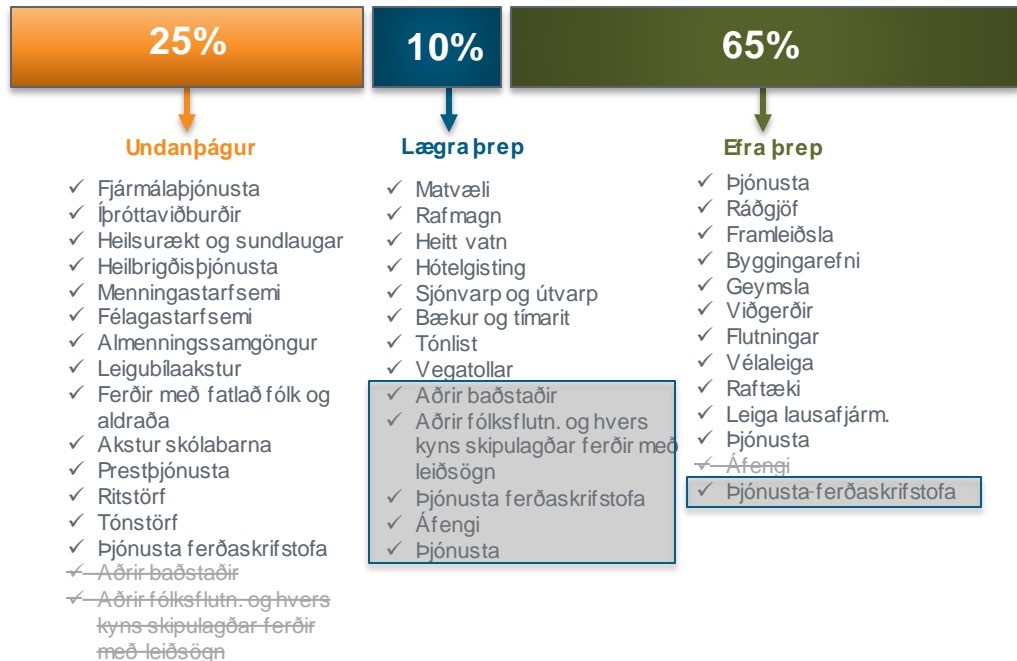 25%
10%
65%
Undanþágur
Fjármálaþjónusta
Íþróttaviðburðir
Heilsurækt og sundlaugar
Heilbrigðisþjónusta
Menningastarfsemi
Félagastarfsemi
Almenningssamgöngur
Leigubílaakstur
Ferðir með fatlað fólk og
aldraða
Akstur skólabarna
Prestþjónusta
Ritstörf
Tónstörf
Þjónusta ferðaskrifstofa
Aðrir baðstaðir
Aðrir fólksflutn. og hvers
kyns skipulagðar ferðir
með leiðsögn
Lægra þrep
Matvæli
Rafmagn
Heitt vatn
Hótelgisting
Sjónvarp og útvarp
Bækur og tímarit
Tónlist
Vegatollar
Aðrir baðstaðir
Aðrir fólksflutn. og hvers
kyns skipulagðar ferðir með
leiðsögn
Þjónusta ferðaskrifstofa
Áfengi
Þjónusta
Efra þrep
Þjónusta
Ráðgjöf
Framleiðsla
Byggingarefni
Geymsla
Viðgerðir
Flutningar
Vélaleiga
Raftæki
Leiga lausafjárm.
Þjónusta
Áfengi
Þjónusta-ferðaskrifstofa